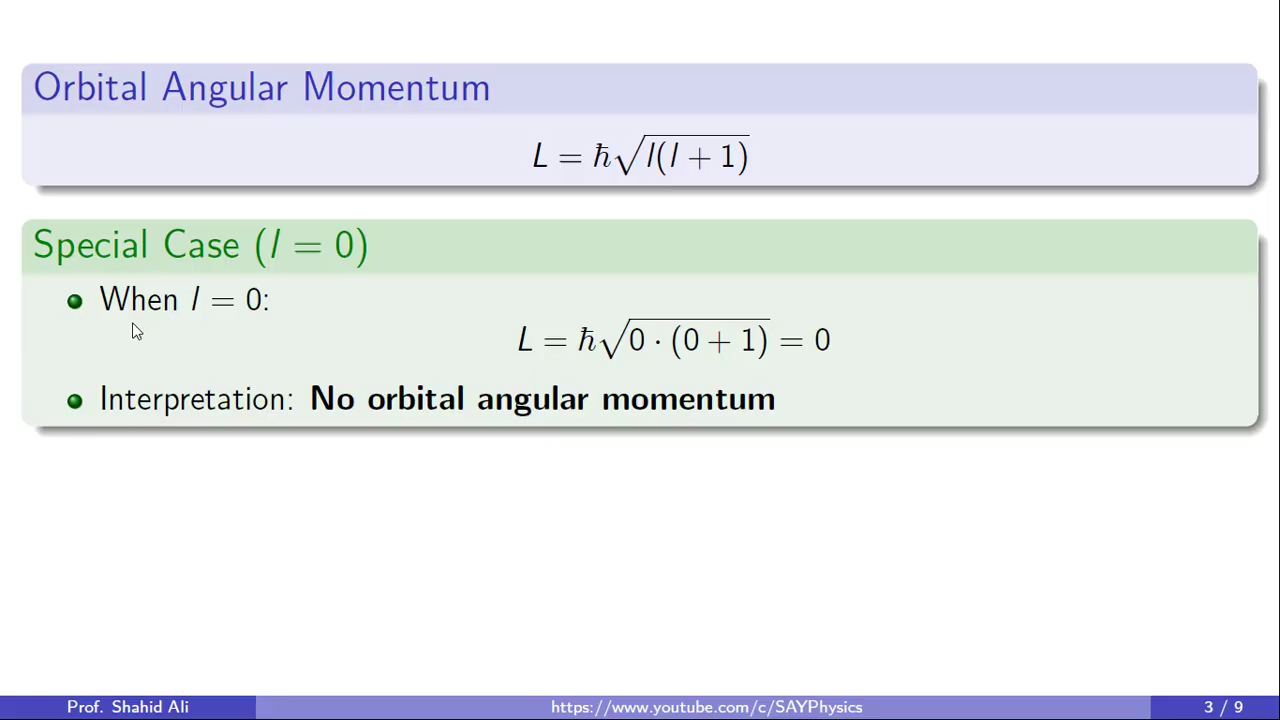 Orbital Angular Momentum
L = ℏ√l(l + 1)
Special Case (l = 0)
When l = 0:
L = ℏ√0 · (0 + 1) = 0
Interpretation: No orbital angular momentum
Prof. Shahid Ali
https://www.youtube.com/c/SAYPhysics
3 / 9